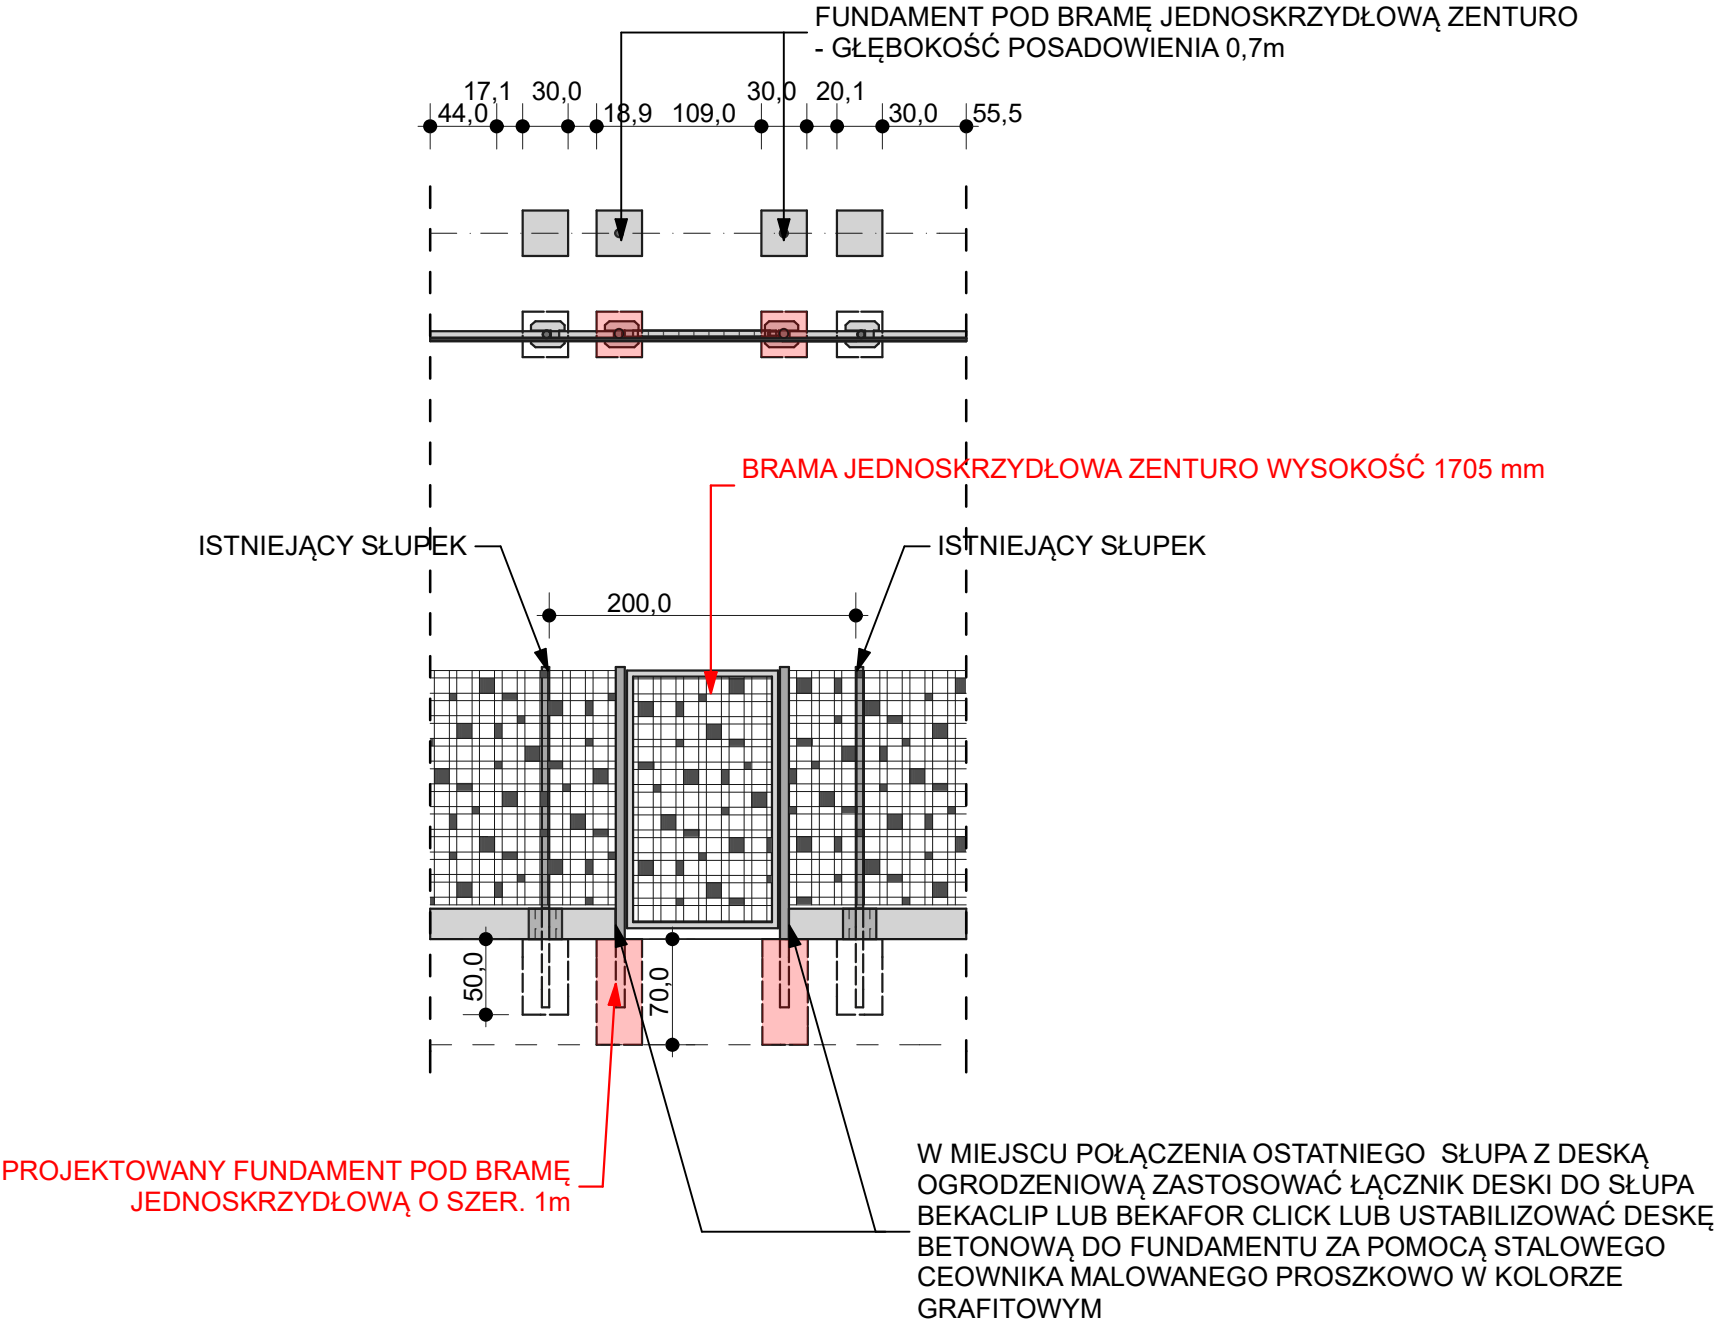 FUNDAMENT POD BRAMĘ JEDNOSKRZYDŁOWĄ ZENTURO
- GŁĘBOKOŚĆ POSADOWIENIA 0,7m
17,1 30,0 30,0 20,1
44,0 18,9 109,0 30,0 55,5
BRAMA JEDNOSKRZYDŁOWA ZENTURO WYSOKOŚĆ 1705 mm
ISTNIEJĄCY SŁUPEK
ISTNIEJĄCY SŁUPEK
200,0
50,0
70,0
PROJEKTOWANY FUNDAMENT POD BRAMĘ
JEDNOSKRZYDŁOWĄ O SZER. 1m
W MIEJSCU POŁĄCZENIA OSTATNIEGO SŁUPA Z DESKĄ
OGRODZENIOWĄ ZASTOSOWAĆ ŁĄCZNIK DESKI DO SŁUPA
BEKACLIP LUB BEKAFOR CLICK LUB USTABILIZOWAĆ DESKĘ
BETONOWĄ DO FUNDAMENTU ZA POMOCĄ STALOWEGO
CEOWNIKA MALOWANEGO PROSZKOWO W KOLORZE
GRAFITOWYM